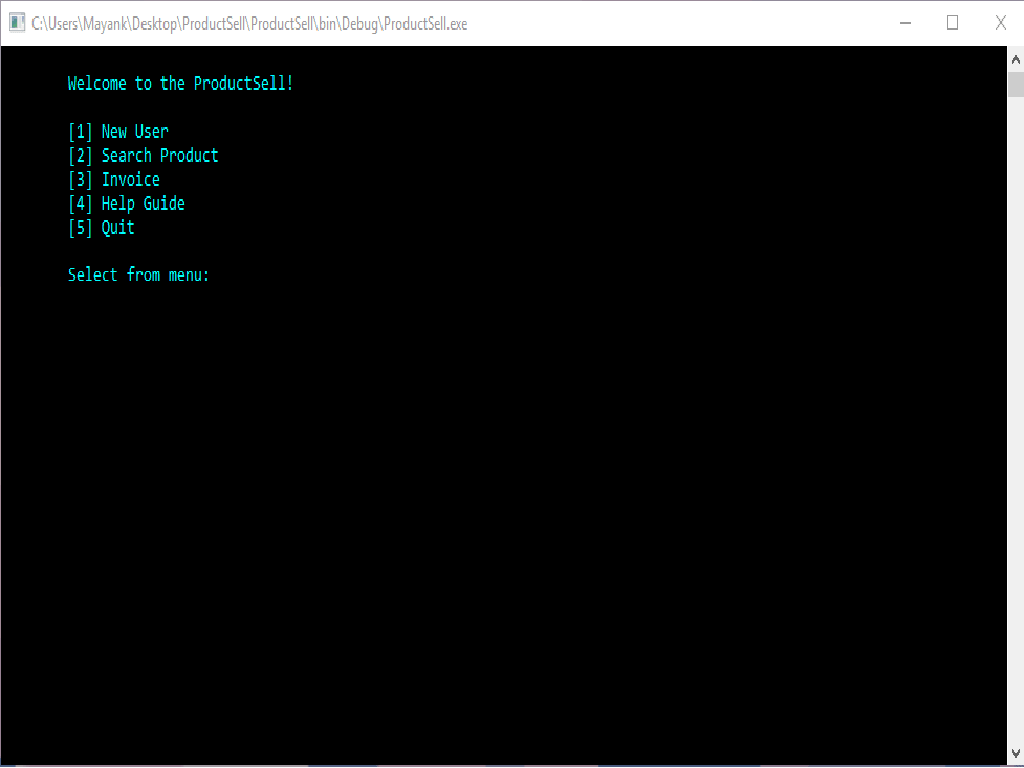 C:\Users\Mayank\Desktop\ProductSell\ProductSell\bin\Debug\ProductSell.exe
Welcome to the ProductSell!
[1] New User
[2] Search Product
[3] Invoice
[4] Help Guide
[5] Quit
Select from menu: